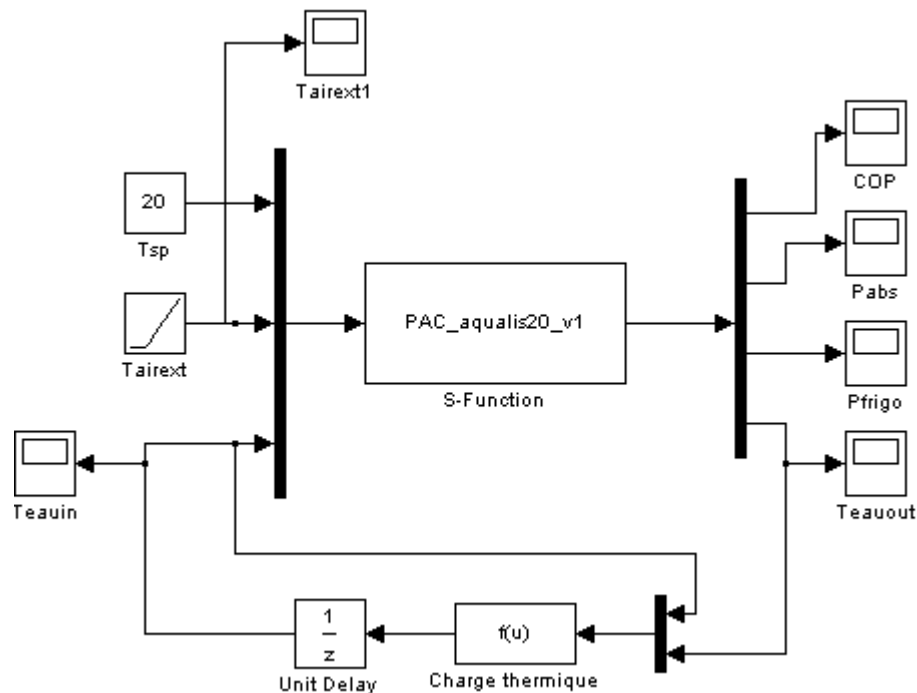 Tairext1
COP
20
Tsp
Pabs
PAC_aqualis20_v1
Tairext
S-Function
Pfrigo
Teauin
Teauout
1
z
f(u)
Unit Delay
Charge thermique